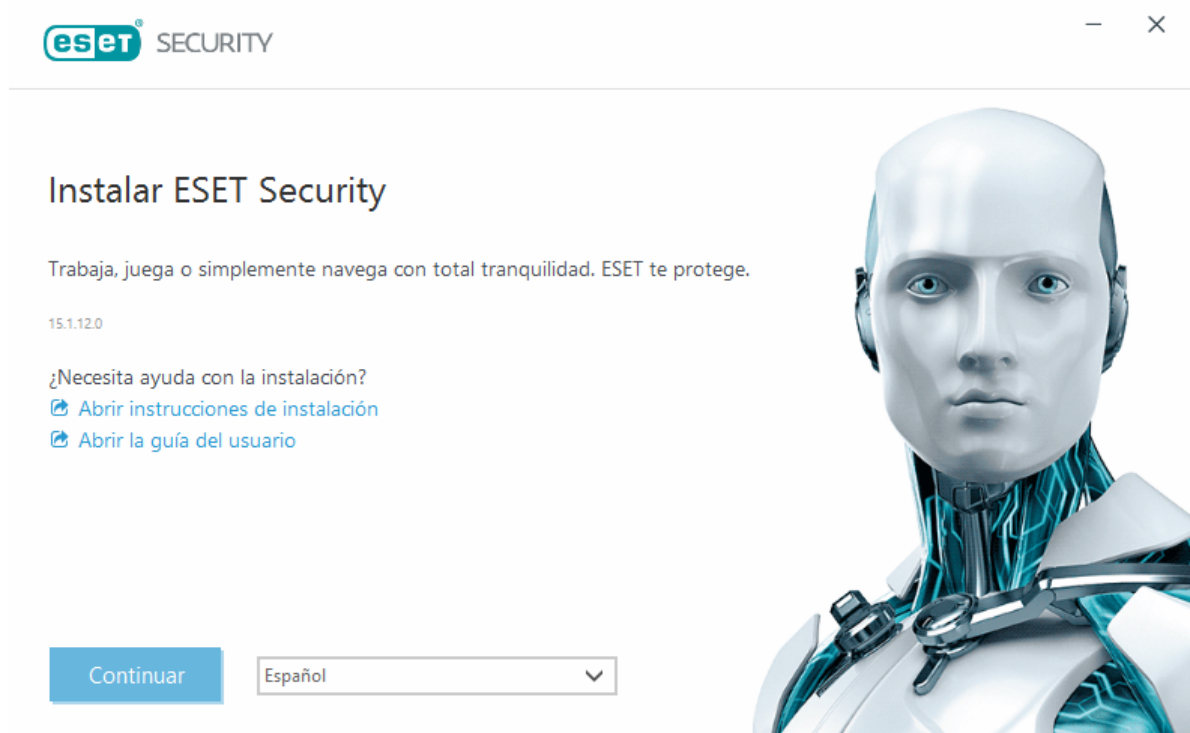 eset® SECURITY
Instalar ESET Security
Trabaja, juega o simplemente navega con total tranquilidad. ESET te protege.
15.1.12.0
¿Necesita ayuda con la instalación?
Abrir instrucciones de instalación
Abrir la guía del usuario
Continuar
Español